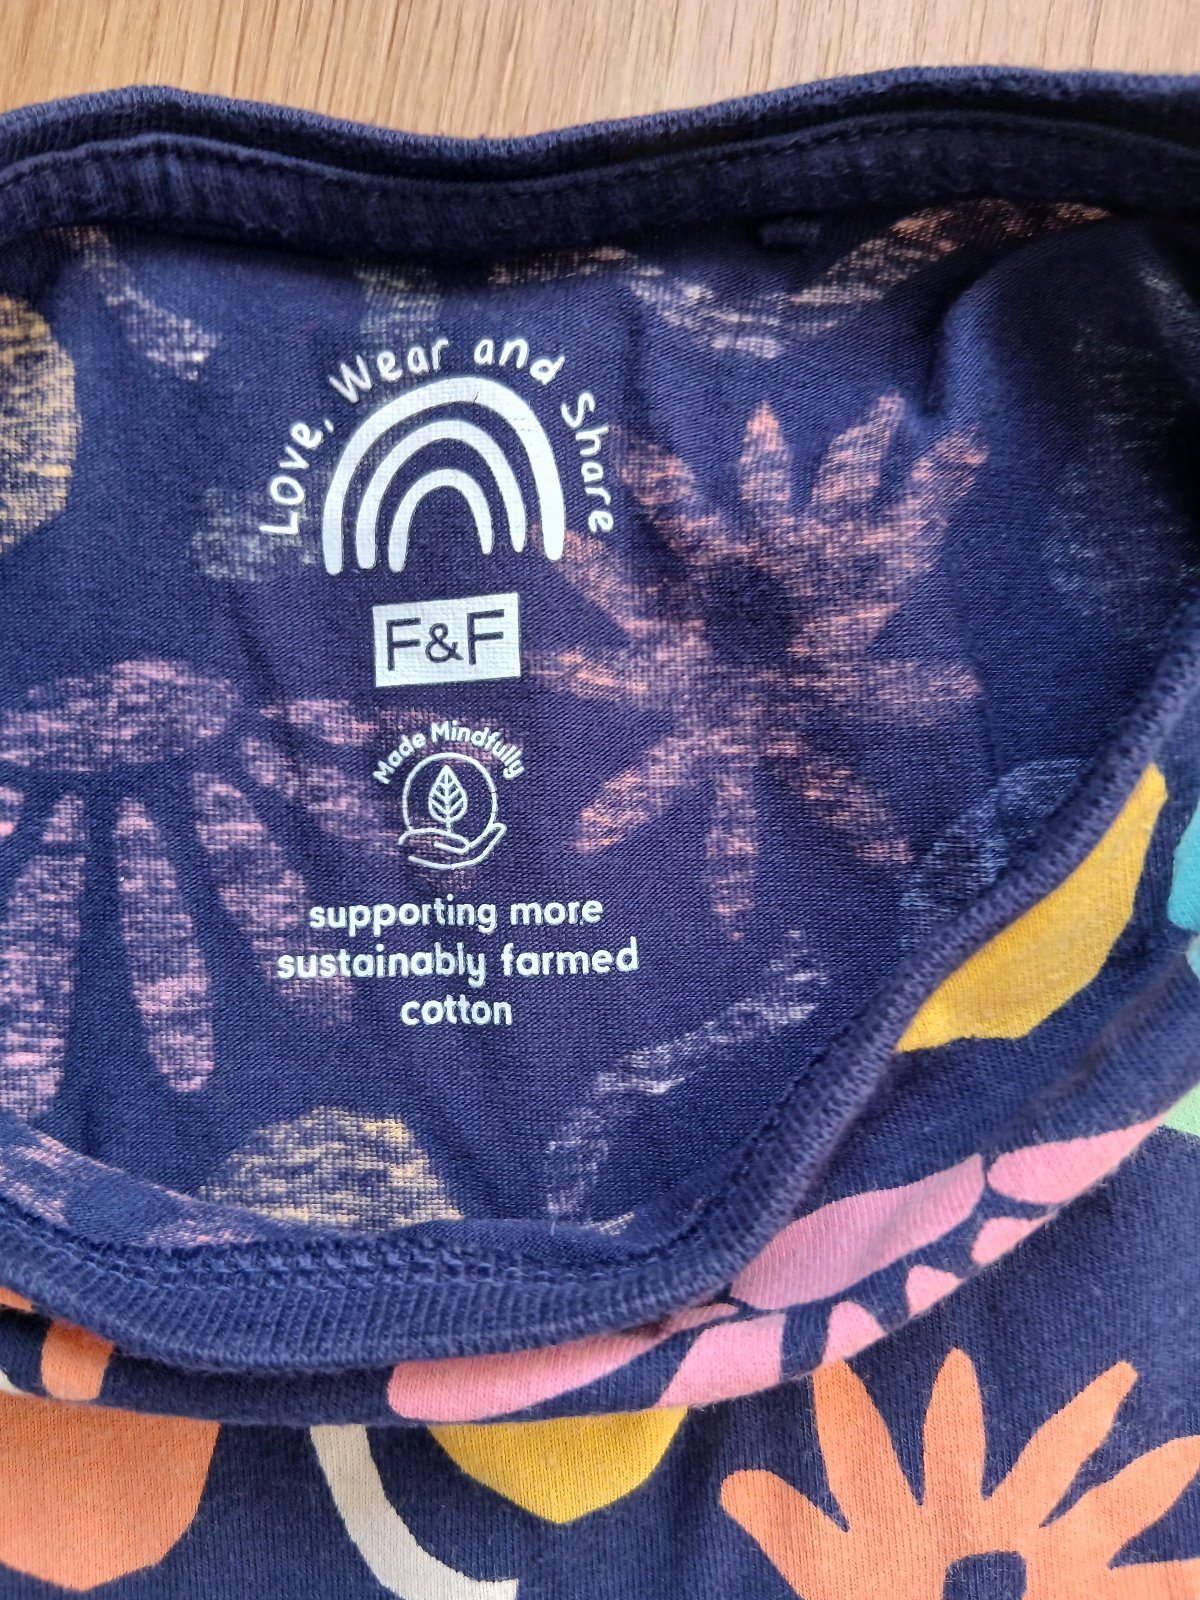 Love, Wear and Share
F&F
Made Mindfully
supporting more
sustainably farmed
cotton